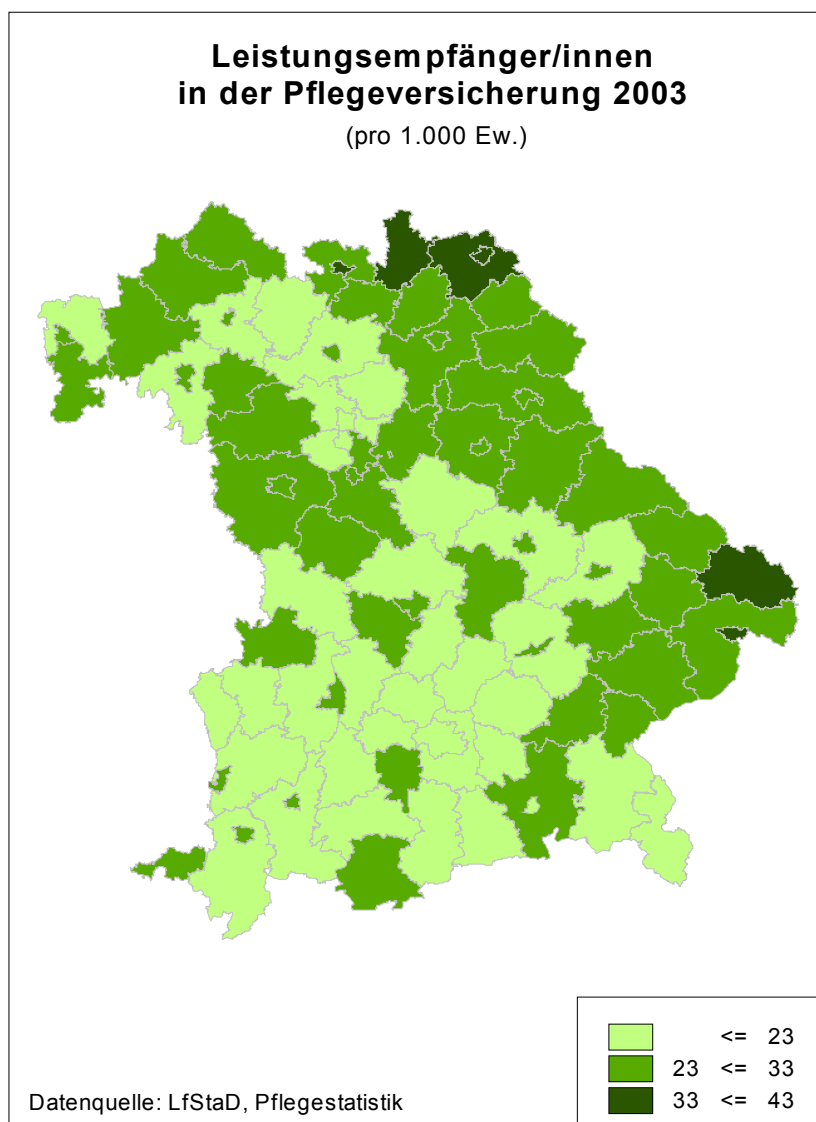 Leistungsempfänger/innen
in der Pflegeversicherung 2003
(pro 1.000 Ew.)
<= 23
23 <= 33
33 <= 43
Datenquelle: LfStaD, Pflegestatistik